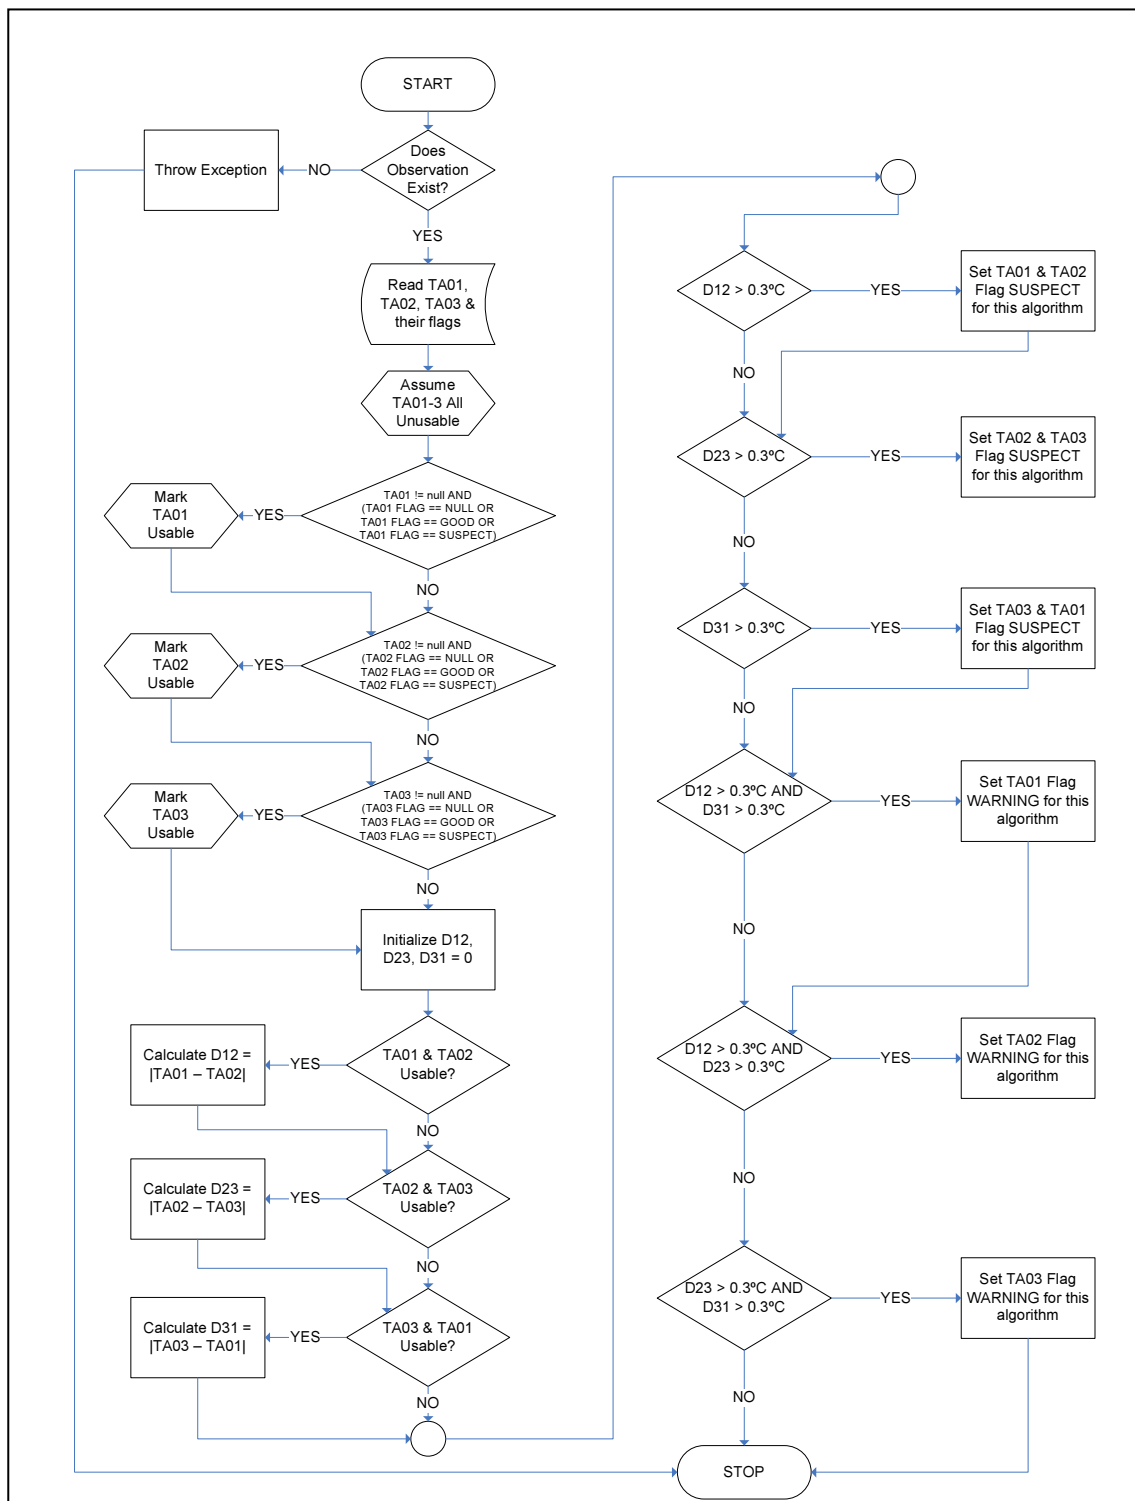 START
Does
Observation
Exist?
NO
Throw Exception
YES
Read TA01,
TA02, TA03 &
their flags
Assume
TA01-3 All
Unusable
TA01 != null AND
(TA01 FLAG == NULL OR
TA01 FLAG == GOOD OR
TA01 FLAG == SUSPECT)
YES
Mark
TA01
Usable
NO
TA02 != null AND
(TA02 FLAG == NULL OR
TA02 FLAG == GOOD OR
TA02 FLAG == SUSPECT)
YES
Mark
TA02
Usable
NO
TA03 != null AND
(TA03 FLAG == NULL OR
TA03 FLAG == GOOD OR
TA03 FLAG == SUSPECT)
YES
Mark
TA03
Usable
NO
Initialize D12,
D23, D31 = 0
TA01 & TA02
Usable?
YES
Calculate D12 =
|TA01 – TA02|
NO
TA02 & TA03
Usable?
YES
Calculate D23 =
|TA02 – TA03|
NO
TA03 & TA01
Usable?
YES
Calculate D31 =
|TA03 – TA01|
NO
D12 > 0.3ºC
YES
Set TA01 & TA02
Flag SUSPECT
for this algorithm
NO
D23 > 0.3ºC
YES
Set TA02 & TA03
Flag SUSPECT
for this algorithm
NO
D31 > 0.3ºC
YES
Set TA03 & TA01
Flag SUSPECT
for this algorithm
NO
D12 > 0.3ºC AND
D31 > 0.3ºC
YES
Set TA01 Flag
WARNING for this
algorithm
NO
D12 > 0.3ºC AND
D23 > 0.3ºC
YES
Set TA02 Flag
WARNING for this
algorithm
NO
D23 > 0.3ºC AND
D31 > 0.3ºC
YES
Set TA03 Flag
WARNING for this
algorithm
NO
STOP